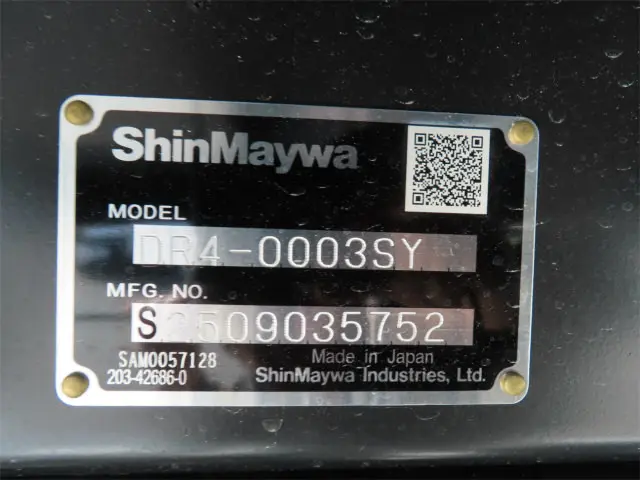 ShinMaywa
MODEL
DR4-0003SY
MFG. NO.
S2509035752
SAM0057128
Made in Japan
203-42686-0
ShinMaywa Industries, Ltd.